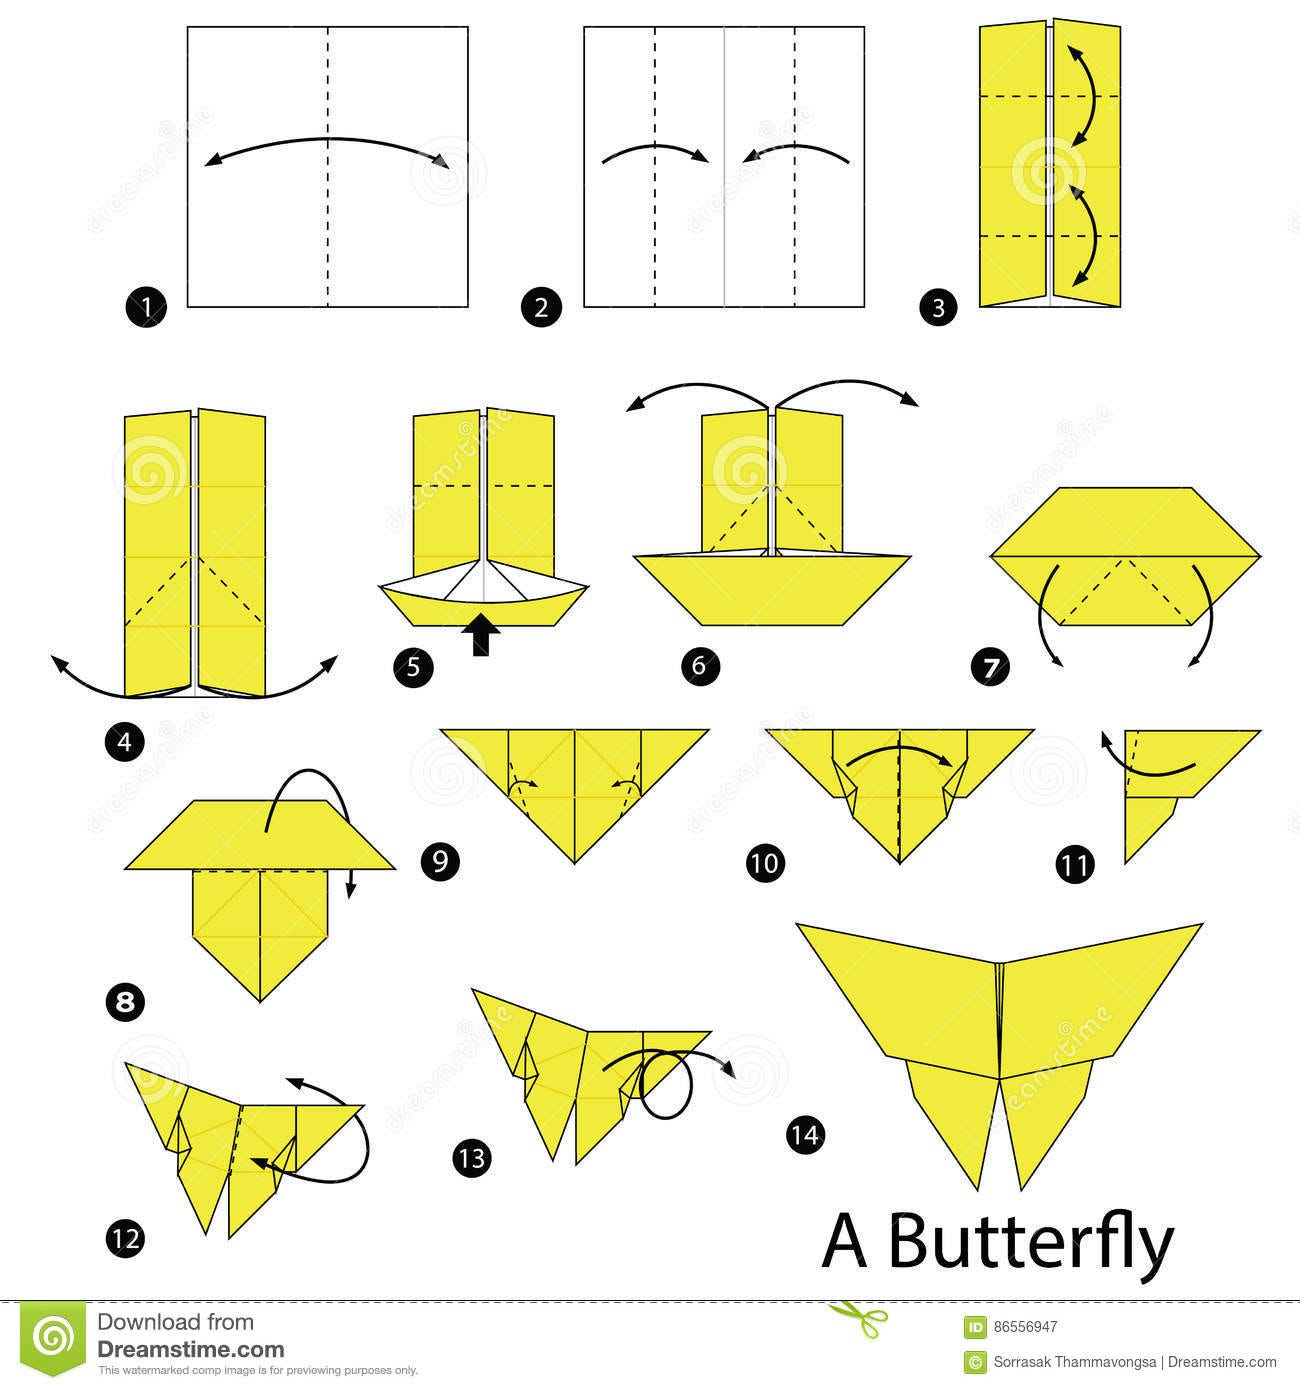 1
2
3
4
5
6
7
8
9
10
11
12
13
14
A Butterfly
dreamstime
Download from
Dreamstime.com
This watermarked comp image is for previewing purposes only.
ID 86556947
© Sorrasak Thammavongsa | Dreamstime.com